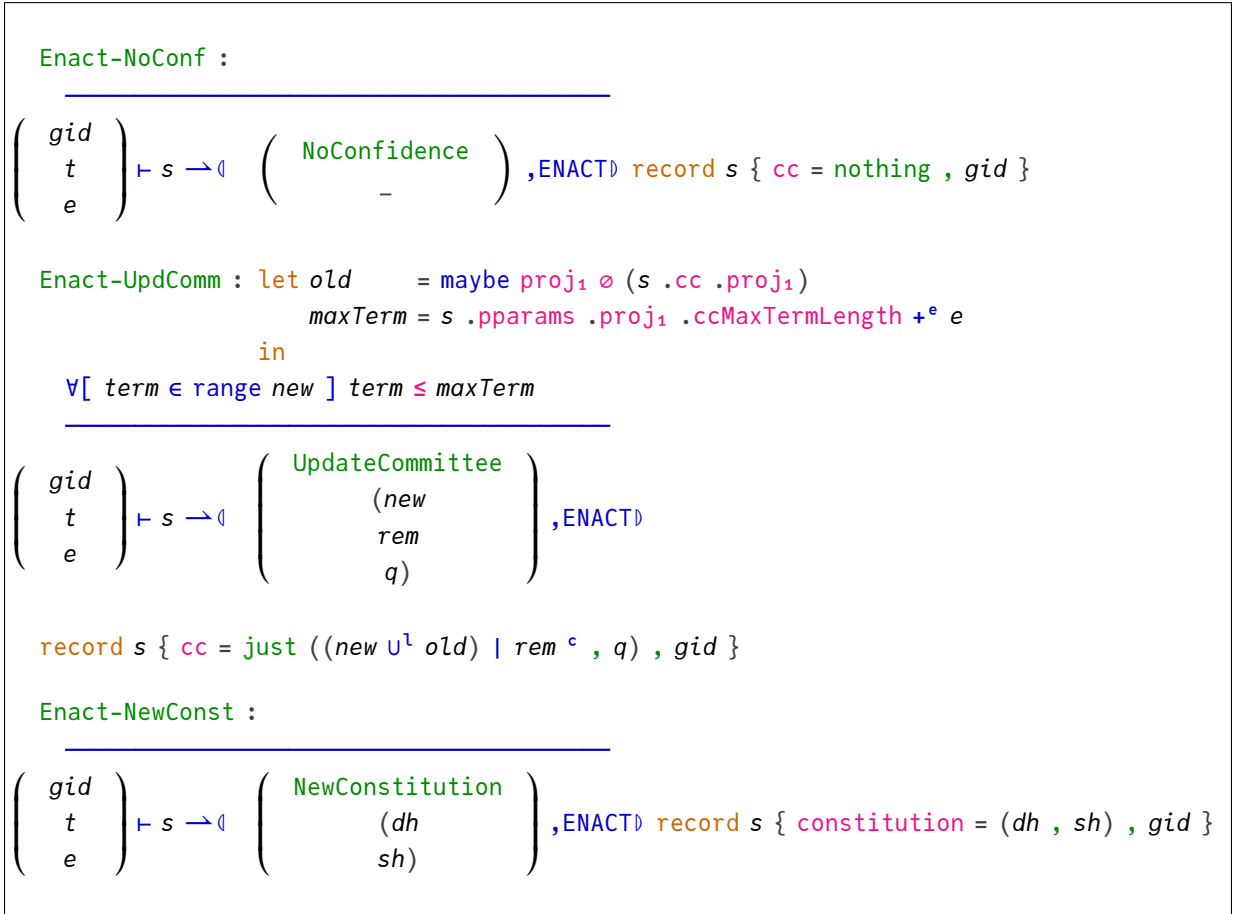 Enact-NoConf :
gid
t
e
⊢ s ⇀⦇
NoConfidence
_
,ENACT⦈ record s { cc = nothing , gid }
Enact-UpdComm : let old = maybe proj₁ ∅ (s .cc .proj₁)
maxTerm = s .pparams .proj₁ .ccMaxTermLength +ᵉ e
in
∀[ term ∈ range new ] term ≤ maxTerm
gid
t
e
⊢ s ⇀⦇
UpdateCommittee
(new
rem
q)
,ENACT⦈
record s { cc = just ((new ∪ˡ old) ∣ rem ᶜ , q) , gid }
Enact-NewConst :
gid
t
e
⊢ s ⇀⦇
NewConstitution
(dh
sh)
,ENACT⦈ record s { constitution = (dh , sh) , gid }